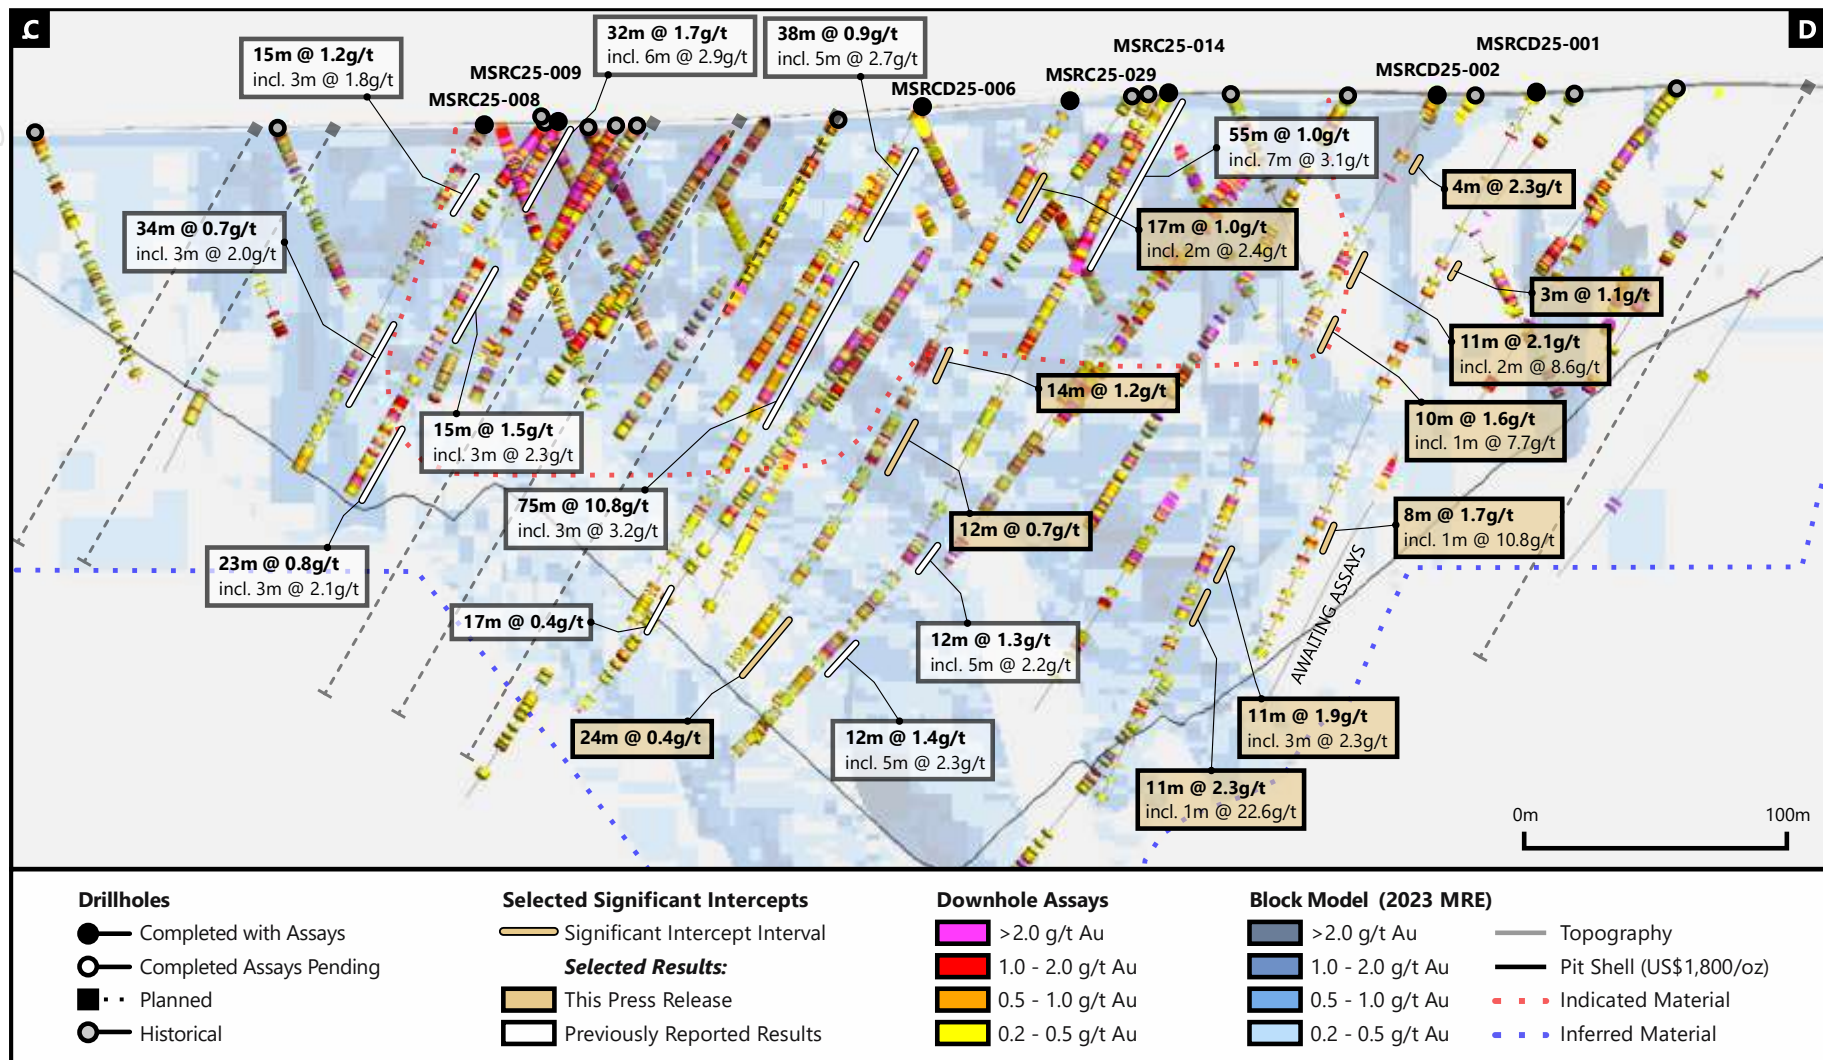 C
D
15m @ 1.2g/t
incl. 3m @ 1.8g/t
32m @ 1.7g/t
incl. 6m @ 2.9g/t
38m @ 0.9g/t
incl. 5m @ 2.7g/t
MSRC25-009
MSRC25-008
MSRCD25-006
MSRC25-014
MSRC25-029
MSRCD25-001
MSRCD25-002
55m @ 1.0g/t
incl. 7m @ 3.1g/t
4m @ 2.3g/t
34m @ 0.7g/t
incl. 3m @ 2.0g/t
17m @ 1.0g/t
incl. 2m @ 2.4g/t
3m @ 1.1g/t
11m @ 2.1g/t
incl. 2m @ 8.6g/t
14m @ 1.2g/t
10m @ 1.6g/t
incl. 1m @ 7.7g/t
15m @ 1.5g/t
incl. 3m @ 2.3g/t
75m @ 10.8g/t
incl. 3m @ 3.2g/t
12m @ 0.7g/t
8m @ 1.7g/t
incl. 1m @ 10.8g/t
23m @ 0.8g/t
incl. 3m @ 2.1g/t
AWAITING ASSAYS
17m @ 0.4g/t
12m @ 1.3g/t
incl. 5m @ 2.2g/t
24m @ 0.4g/t
12m @ 1.4g/t
incl. 5m @ 2.3g/t
11m @ 1.9g/t
incl. 3m @ 2.3g/t
11m @ 2.3g/t
incl. 1m @ 22.6g/t
0m
100m
Drillholes
Completed with Assays
Completed Assays Pending
Planned
Historical
Selected Significant Intercepts
Significant Intercept Interval
Selected Results:
This Press Release
Previously Reported Results
Downhole Assays
>2.0 g/t Au
1.0 - 2.0 g/t Au
0.5 - 1.0 g/t Au
0.2 - 0.5 g/t Au
Block Model (2023 MRE)
>2.0 g/t Au
1.0 - 2.0 g/t Au
0.5 - 1.0 g/t Au
0.2 - 0.5 g/t Au
Topography
Pit Shell (US$1,800/oz)
Indicated Material
Inferred Material